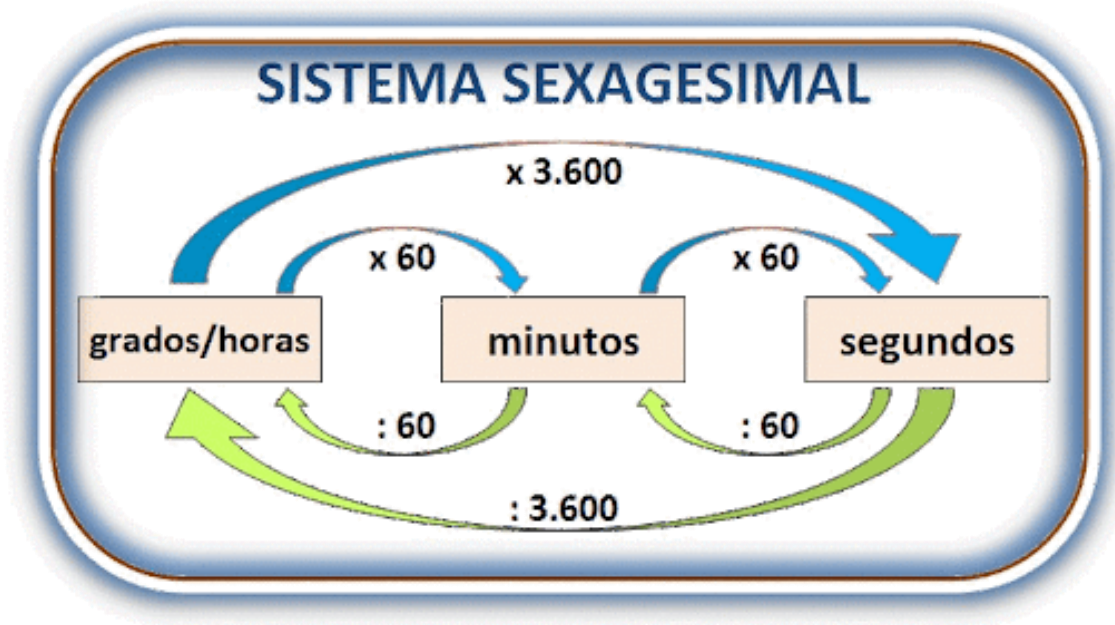 SISTEMA SEXAGESIMAL
x 3.600
x 60
x 60
grados/horas
minutos
segundos
: 60
: 60
: 3.600